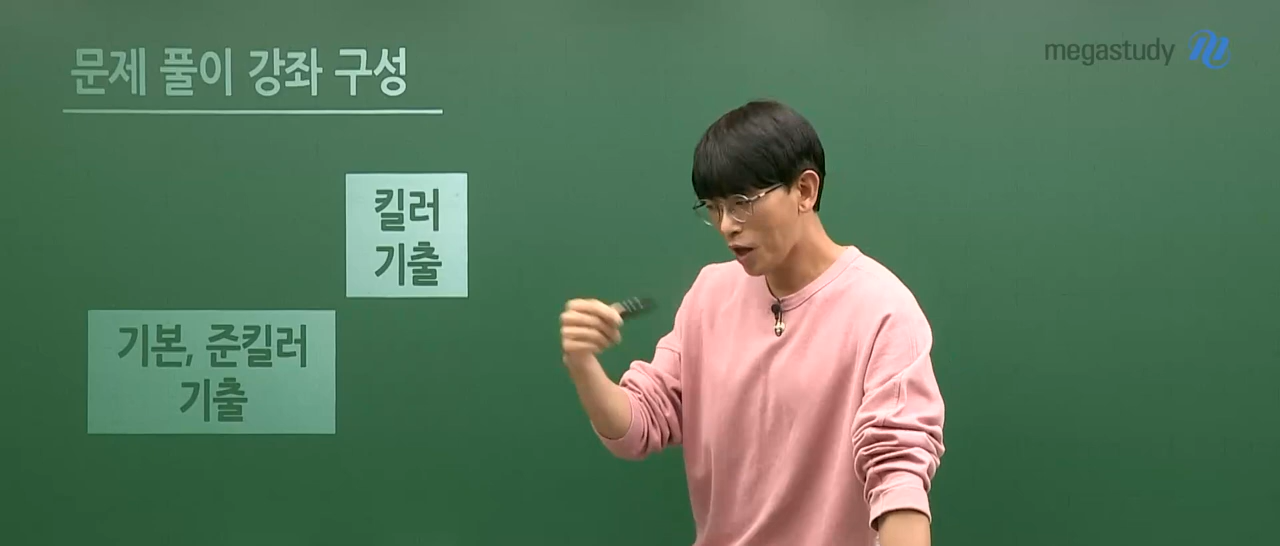 문제 풀이 강좌 구성
megastudy
킬러
기출
기본, 준킬러
기출